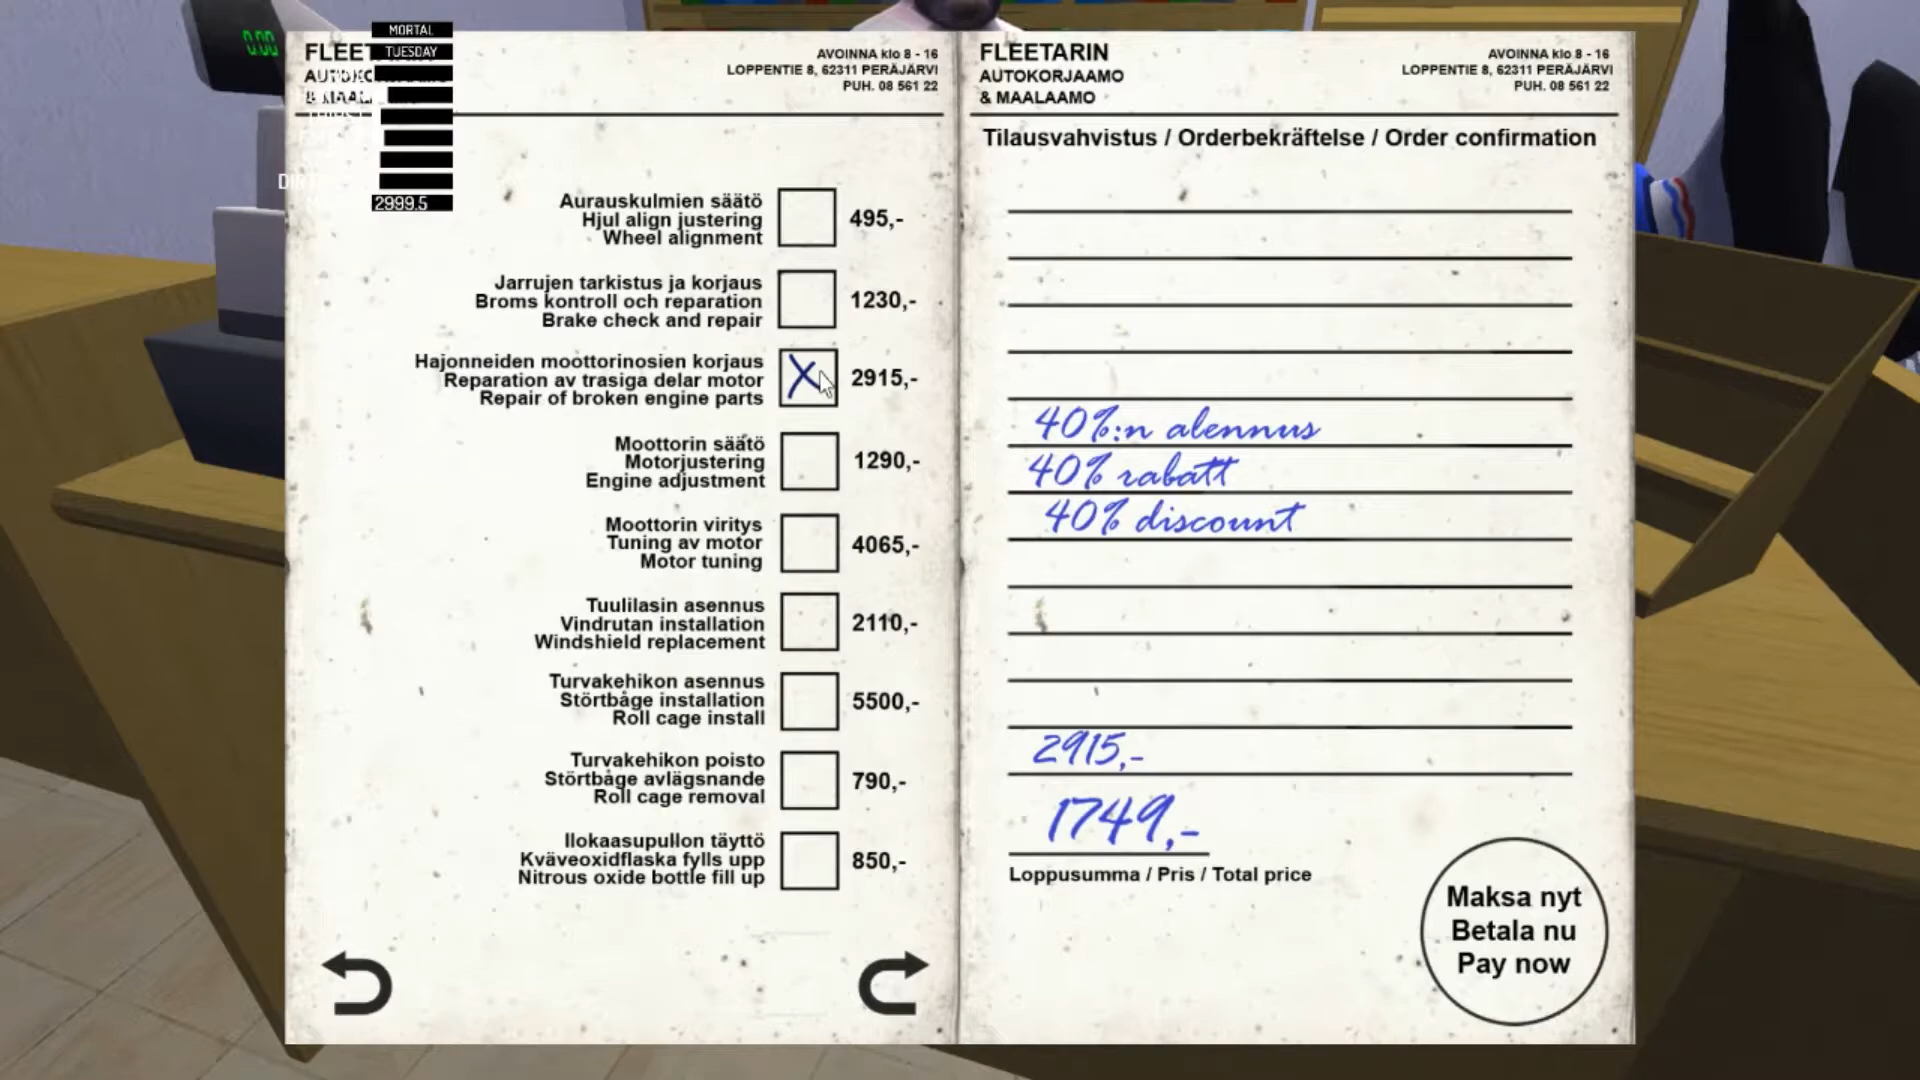 0.00
MORTAL
TUESDAY
2999.5
AVOINNA klo 8 - 16
LOPPENTIE 8, 62311 PERÄJÄRVI
PUH. 08 561 22
Aurauskulmien säätö
Hjul align justering
Wheel alignment
495,-
Jarrujen tarkistus ja korjaus
Broms kontroll och reparation
Brake check and repair
1230,-
Hajonneiden moottorinosien korjaus
Reparation av trasiga delar motor
Repair of broken engine parts
X
2915,-
Moottorin säätö
Motorjustering
Engine adjustment
1290,-
Moottorin viritys
Tuning av motor
Motor tuning
4065,-
Tuulilasin asennus
Vindrutan installation
Windshield replacement
2110,-
Turvakehikon asennus
Störtbåge installation
Roll cage install
5500,-
Turvakehikon poisto
Störtbåge avlägsnande
Roll cage removal
790,-
Ilokaasupullon täyttö
Kväveoxidflaska fylls upp
Nitrous oxide bottle fill up
850,-
FLEETARIN
AUTOKORJAAMO
& MAALAAMO
AVOINNA klo 8 - 16
LOPPENTIE 8, 62311 PERÄJÄRVI
PUH. 08 561 22
Tilausvahvistus / Orderbekräftelse / Order confirmation
40%:n alennus
40% rabatt
40% discount
2915,-
1749,-
Loppusumma / Pris / Total price
Maksa nyt
Betala nu
Pay now